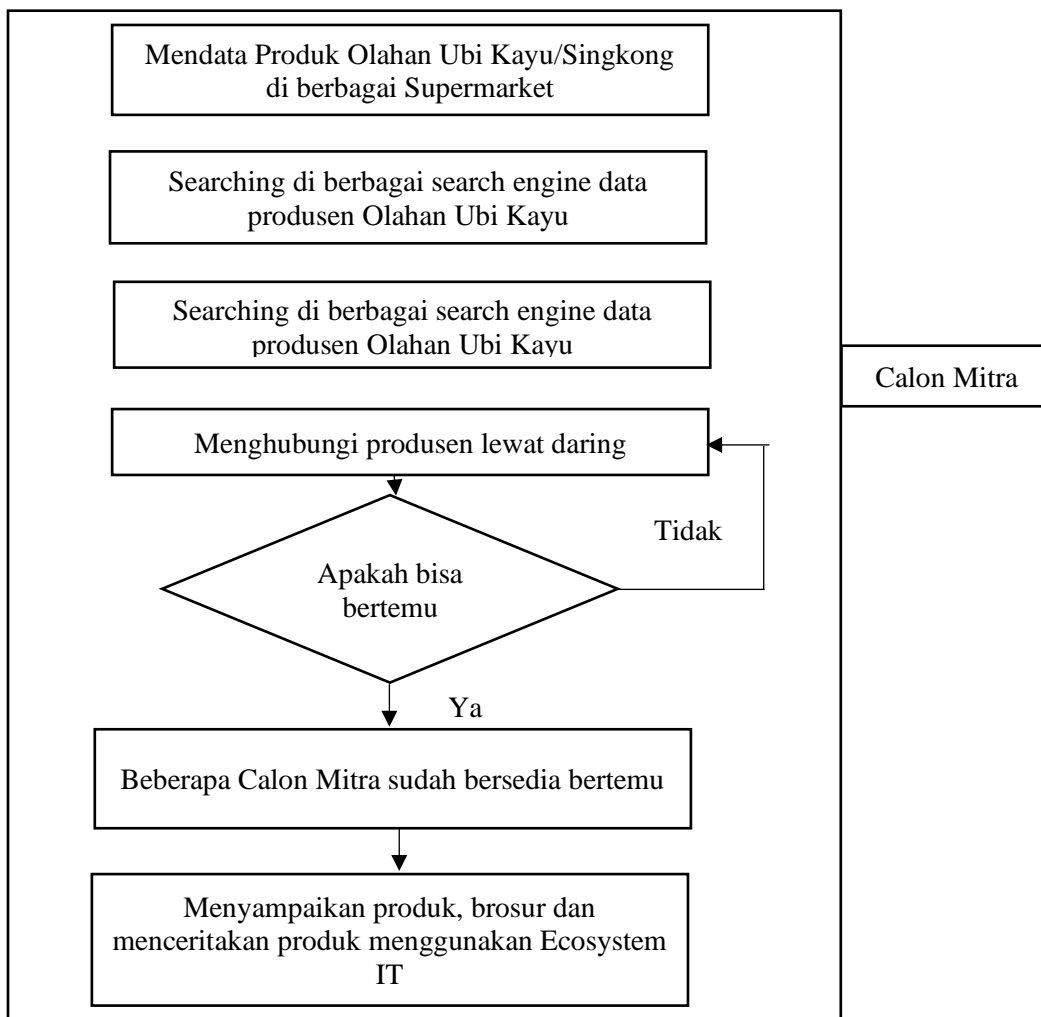 Mendata Produk Olahan Ubi Kayu/Singkong
di berbagai Supermarket
Searching di berbagai search engine data
produsen Olahan Ubi Kayu
Searching di berbagai search engine data
produsen Olahan Ubi Kayu
Calon Mitra
Menghubungi produsen lewat daring
Tidak
Apakah bisa
bertemu
Ya
Beberapa Calon Mitra sudah bersedia bertemu
Menyampaikan produk, brosur dan
menceritakan produk menggunakan Ecosystem
IT